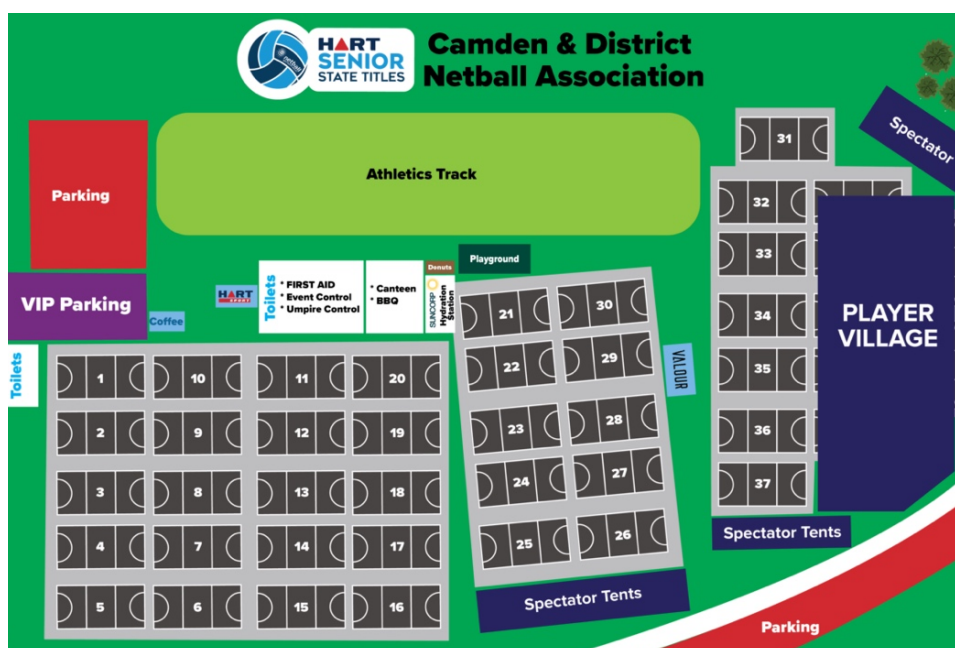 HART
SENIOR
STATE TITLES
netball
Camden & District
Netball Association
Athletics Track
Parking
VIP Parking
Coffee
Toilets
HART
SPORT
Toilets
* FIRST AID
* Event Control
* Umpire Control
* Canteen
* BBQ
Donuts
SUNCORP
Hydration
Station
Playground
VALOUR
Spectator
PLAYER
VILLAGE
1
10
11
20
2
9
12
19
3
8
13
18
4
7
14
17
5
6
15
16
21
30
22
29
23
28
24
27
25
26
Spectator Tents
31
32
33
34
35
36
37
Spectator Tents
Parking